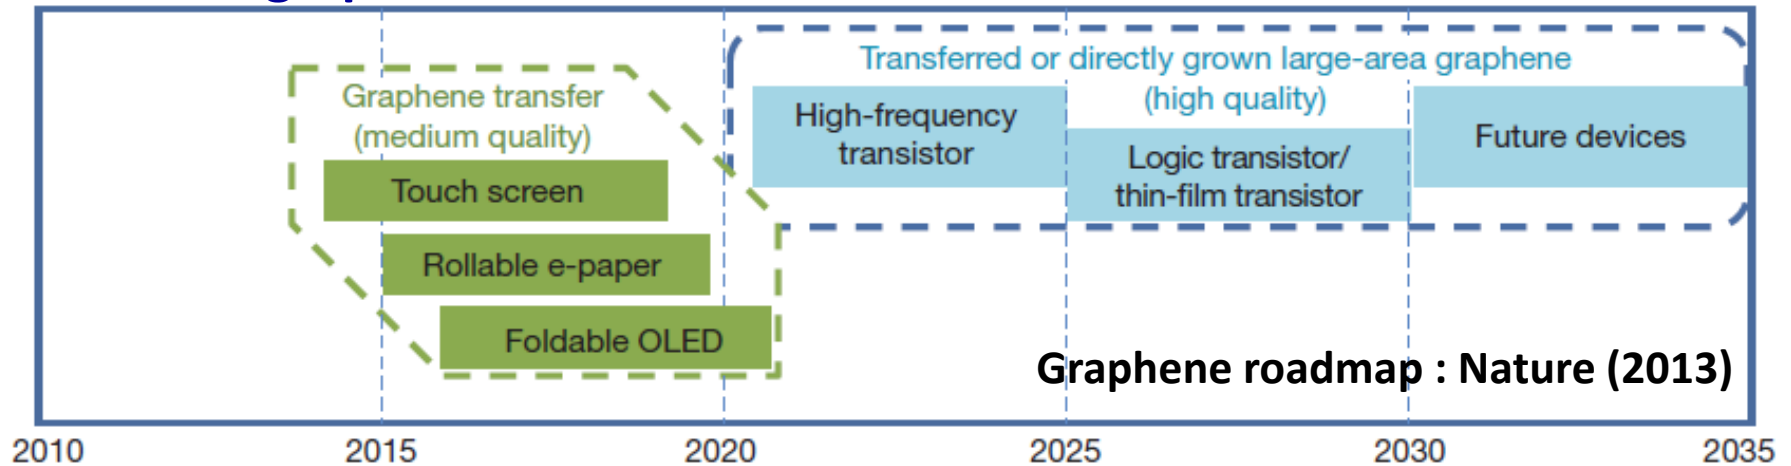 Transferred or directly grown large-area graphene
(high quality)
Graphene transfer
(medium quality)
High-frequency
transistor
Logic transistor/
thin-film transistor
Future devices
Touch screen
Rollable e-paper
Foldable OLED
Graphene roadmap : Nature (2013)
2010 2015 2020 2025 2030 2035